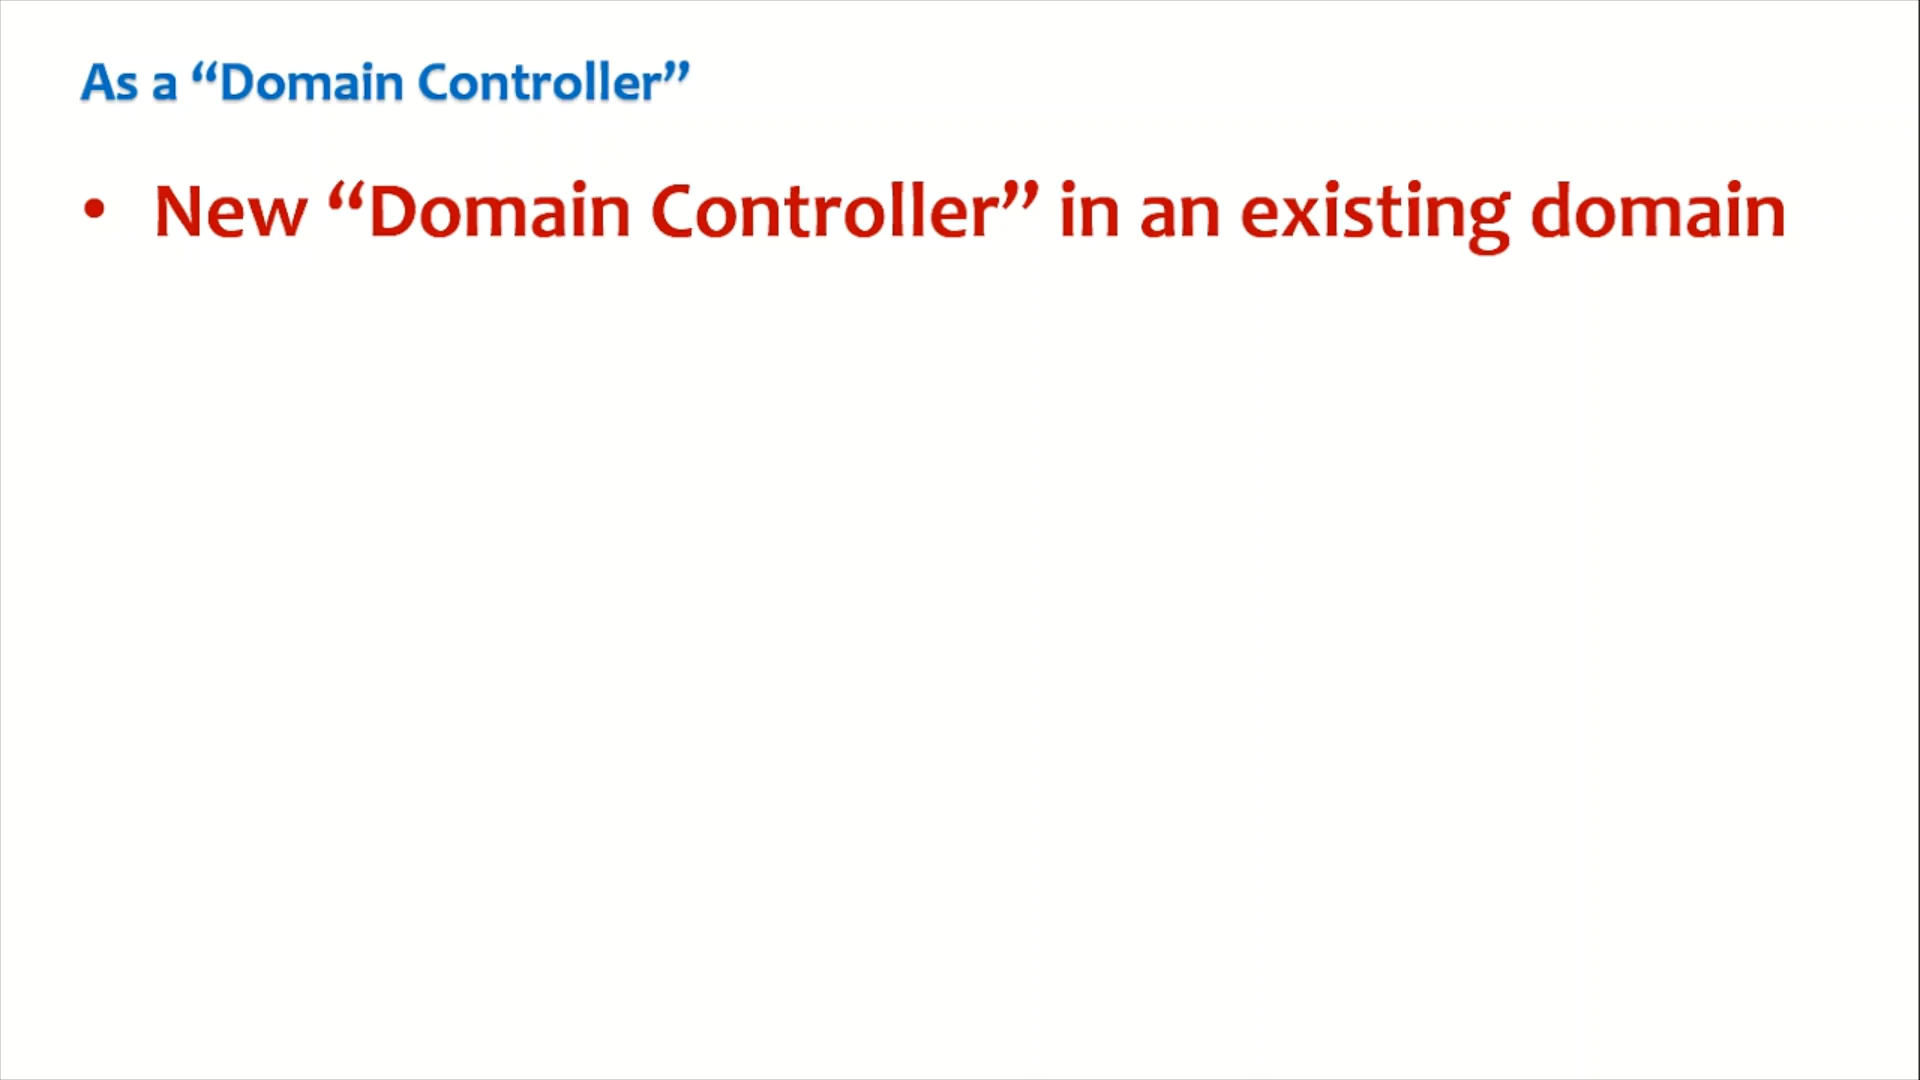 As a “Domain Controller”
• New “Domain Controller” in an existing domain